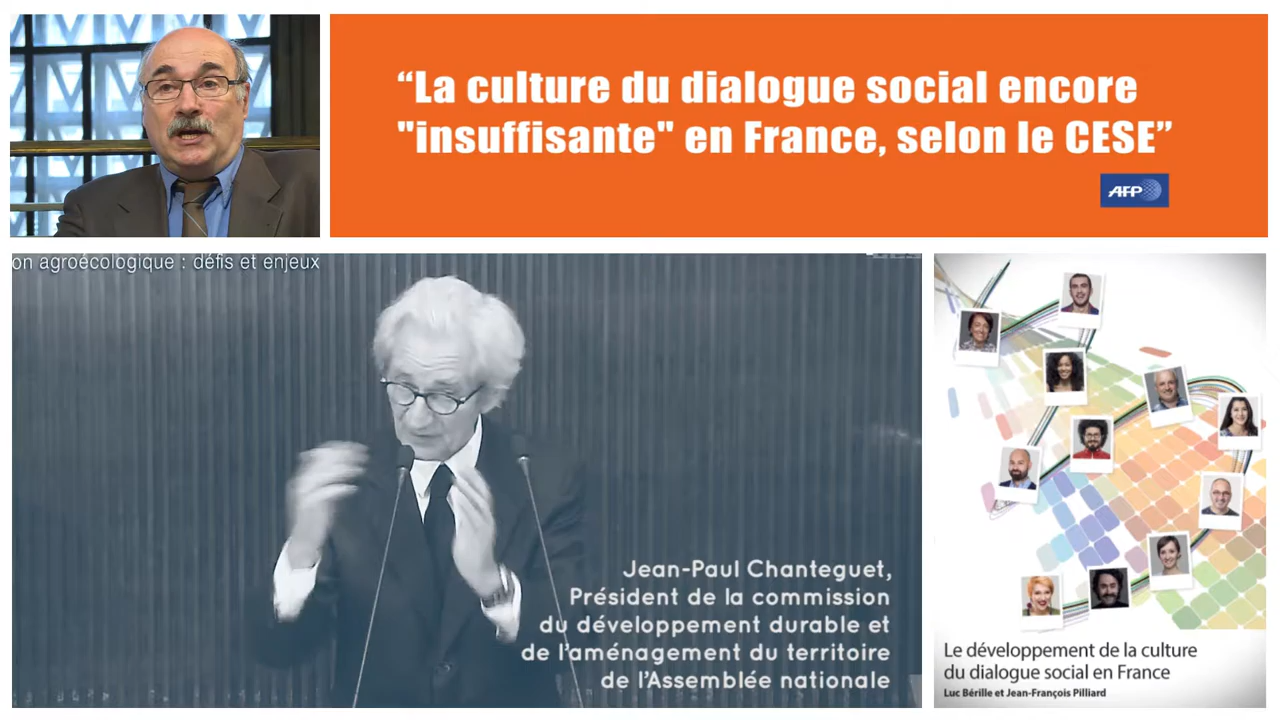 “La culture du dialogue social encore
"insuffisante" en France, selon le CESE”
AFP
on agroécologique : défis et enjeux
Jean-Paul Chanteguet,
Président de la commission
du développement durable et
de l'aménagement du territoire
de l'Assemblée nationale
Le développement de la culture
du dialogue social en France
Luc Bérille et Jean-François Pilliard